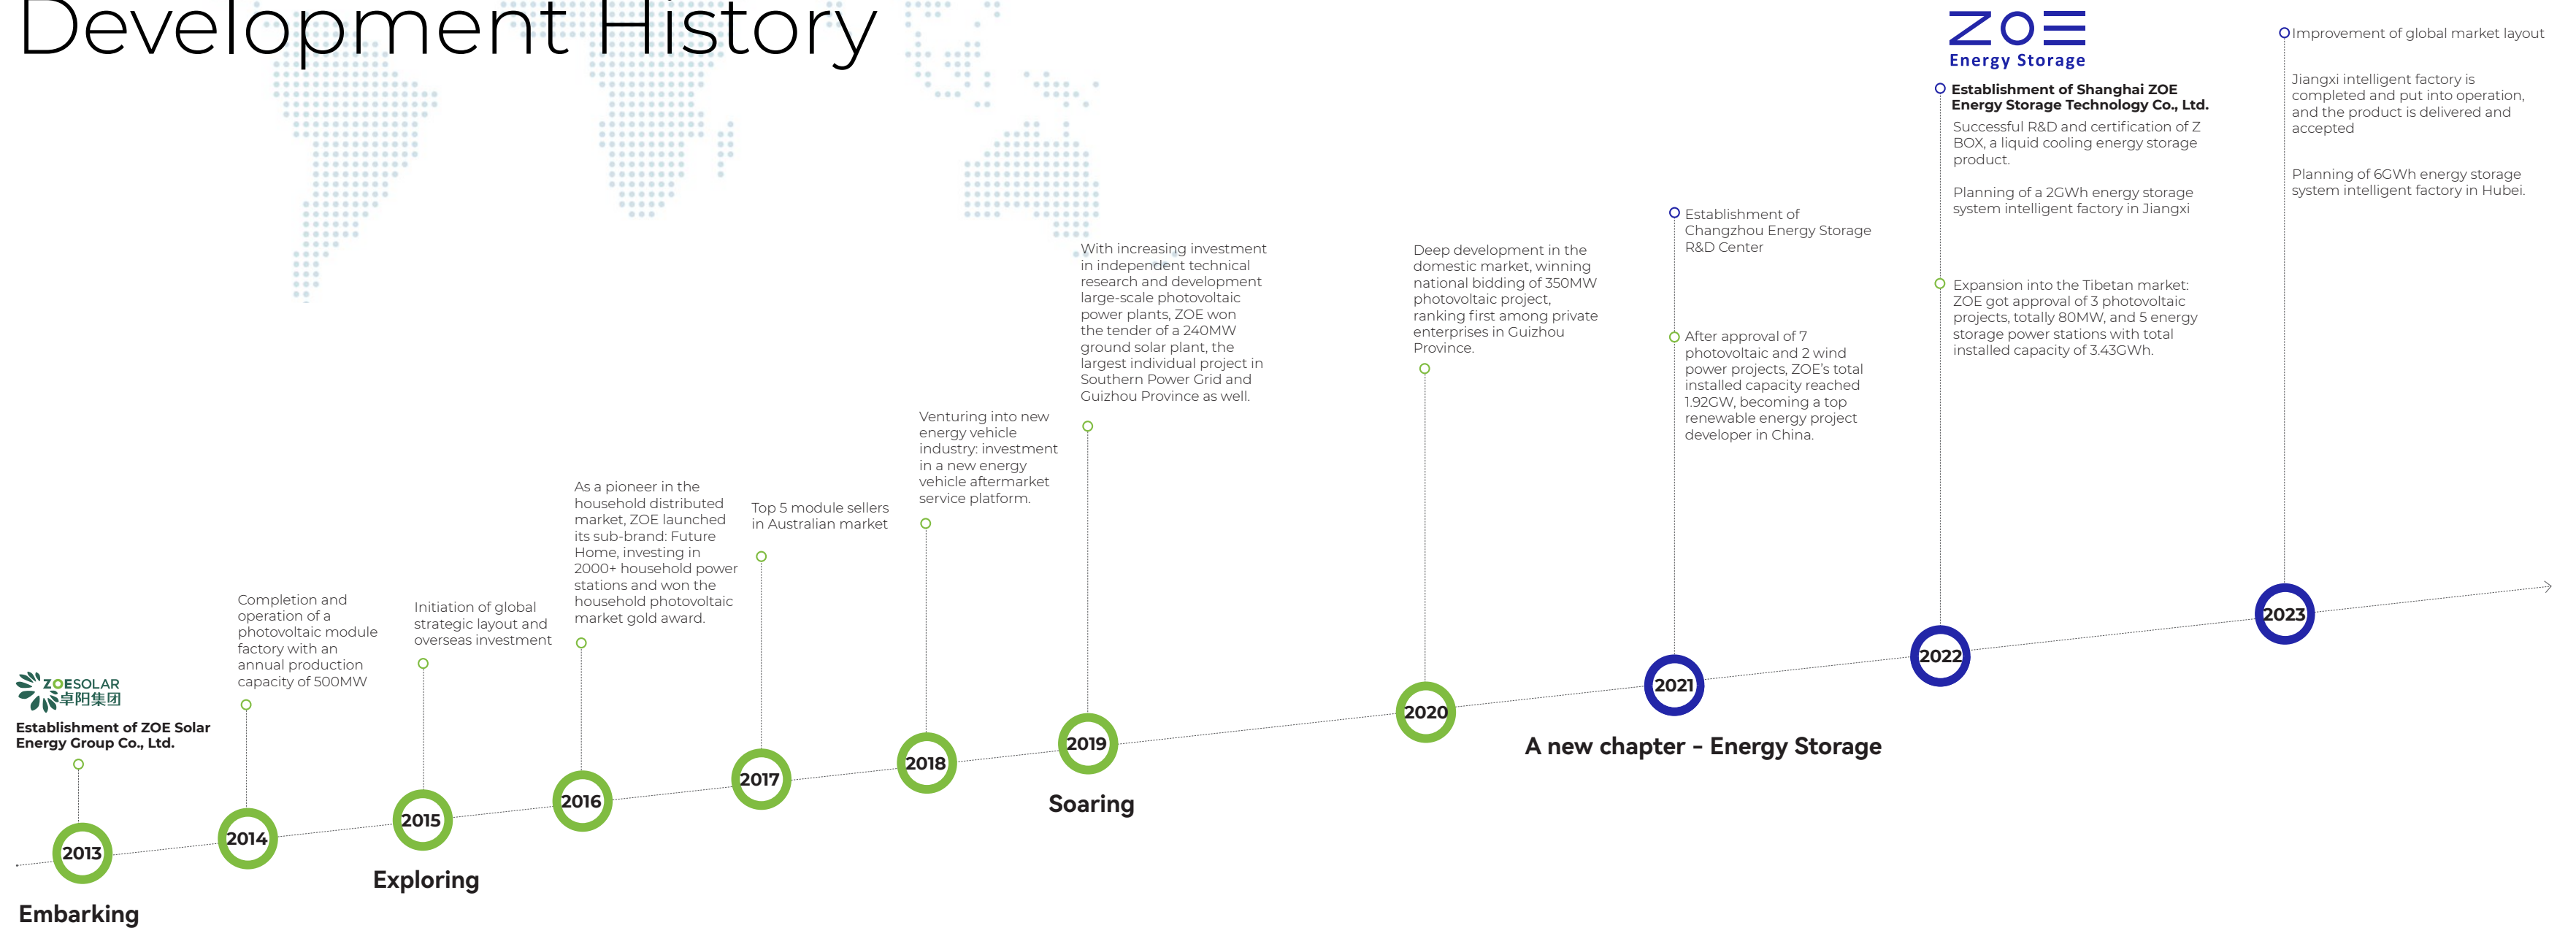 Development History
ZOESOLAR
卓阳集团
Establishment of ZOE Solar
Energy Group Co., Ltd.
2013
Embarking
Completion and
operation of a
photovoltaic module
factory with an
annual production
capacity of 500MW
2014
Initiation of global
strategic layout and
overseas investment
2015
Exploring
As a pioneer in the
household distributed
market, ZOE launched
its sub-brand: Future
Home, investing in
2000+ household power
stations and won the
household photovoltaic
market gold award.
2016
Top 5 module sellers
in Australian market
2017
Venturing into new
energy vehicle
industry: investment
in a new energy
vehicle aftermarket
service platform.
2018
With increasing investment
in independent technical
research and development
large-scale photovoltaic
power plants, ZOE won
the tender of a 240MW
ground solar plant, the
largest individual project in
Southern Power Grid and
Guizhou Province as well.
2019
Soaring
Deep development in the
domestic market, winning
national bidding of 350MW
photovoltaic project,
ranking first among private
enterprises in Guizhou
Province.
2020
Establishment of
Changzhou Energy Storage
R&D Center
After approval of 7
photovoltaic and 2 wind
power projects, ZOE's total
installed capacity reached
1.92GW, becoming a top
renewable energy project
developer in China.
2021
A new chapter - Energy Storage
ZOE
Energy Storage
Establishment of Shanghai ZOE
Energy Storage Technology Co., Ltd.
Successful R&D and certification of Z
BOX, a liquid cooling energy storage
product.
Planning of a 2GWh energy storage
system intelligent factory in Jiangxi
Expansion into the Tibetan market:
ZOE got approval of 3 photovoltaic
projects, totally 80MW, and 5 energy
storage power stations with total
installed capacity of 3.43GWh.
2022
Improvement of global market layout
Jiangxi intelligent factory is
completed and put into operation,
and the product is delivered and
accepted
Planning of 6GWh energy storage
system intelligent factory in Hubei.
2023